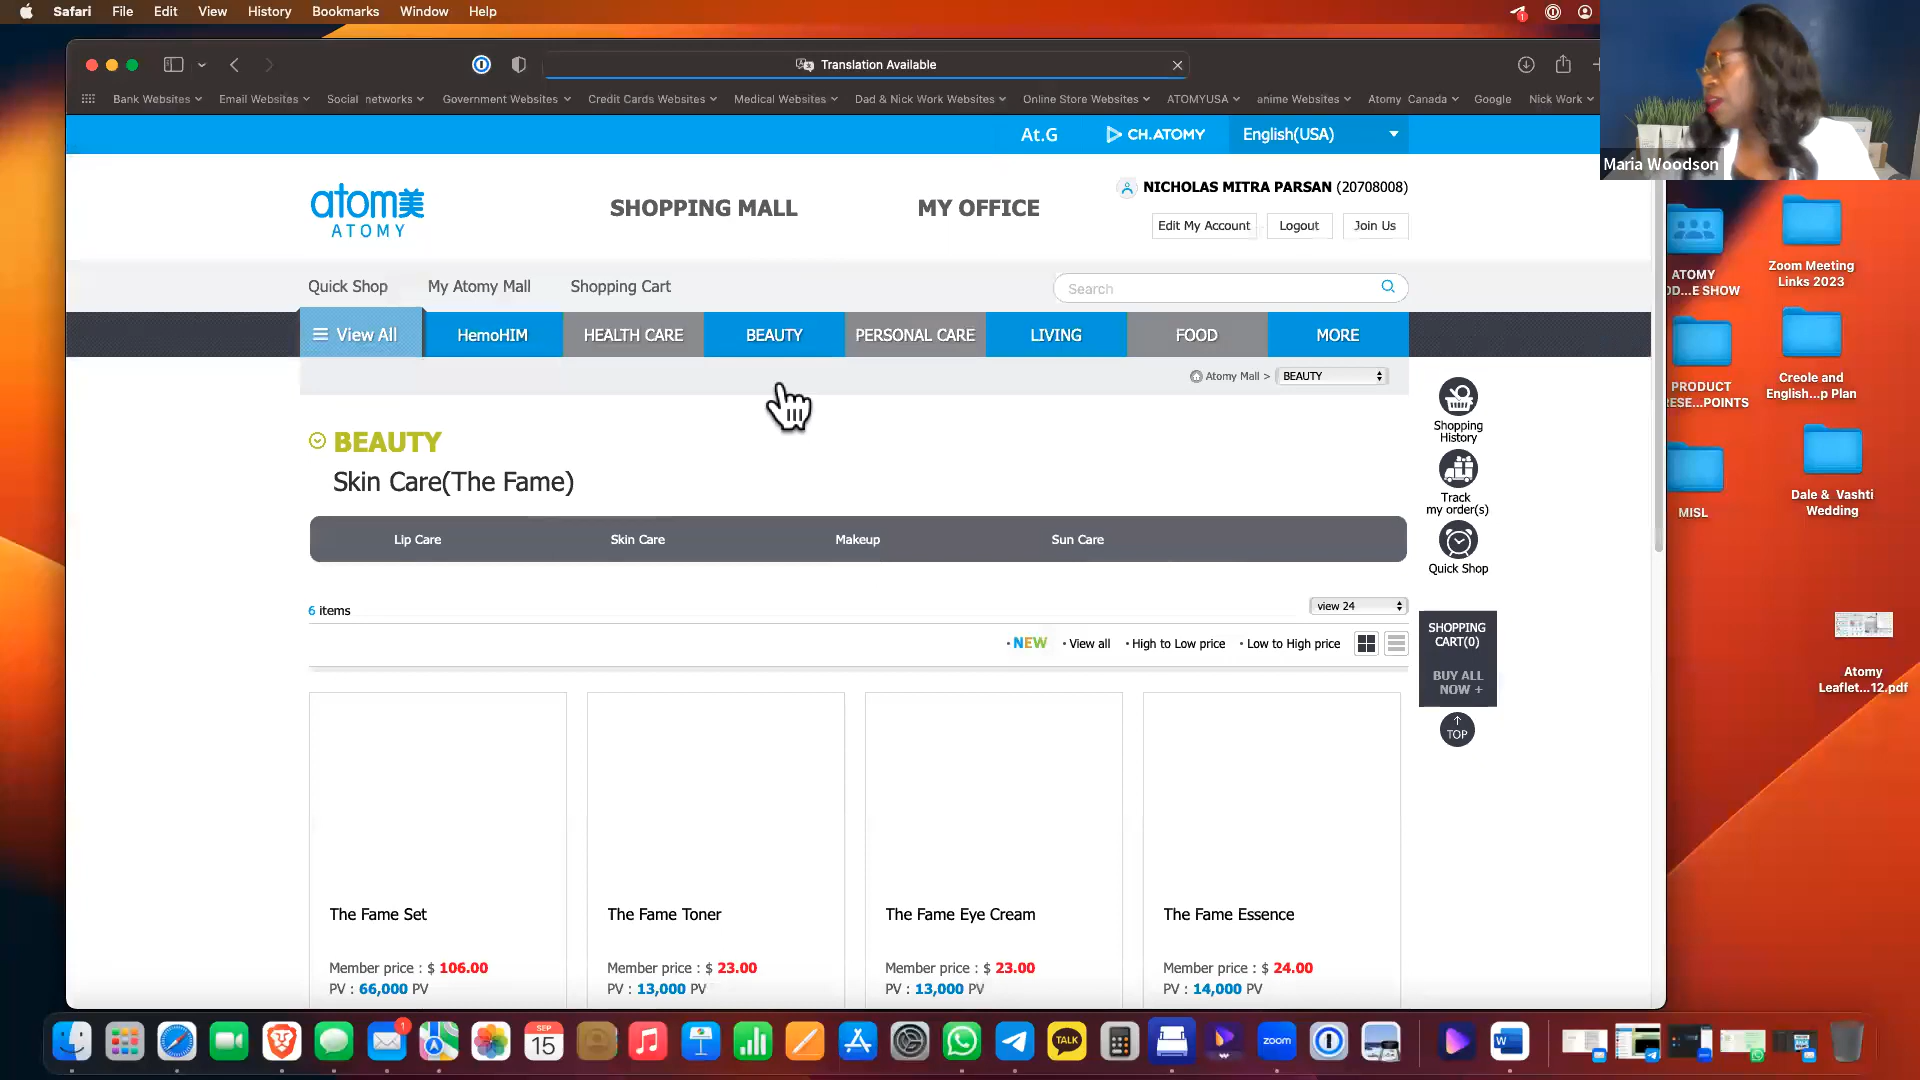 Safari File Edit View History Bookmarks Window Help
1
Translation Available
Bank Websites Email Websites Social networks Government Websites Credit Cards Websites Medical Websites Dad & Nick Work Websites Online Store Websites ATOMYUSA anime Websites Atomy Canada Google Nick Work
At.G CH.ATOMY English(USA)
Maria Woodson
atom美
ATOMY
SHOPPING MALL MY OFFICE
NICHOLAS MITRA PARSAN (20708008)
Edit My Account Logout Join Us
Quick Shop My Atomy Mall Shopping Cart Search
View All HemoHIM HEALTH CARE BEAUTY PERSONAL CARE LIVING FOOD MORE
Atomy Mall > BEAUTY
BEAUTY
Skin Care(The Fame)
Lip Care Skin Care Makeup Sun Care
6 items
view 24
NEW View all High to Low price Low to High price
The Fame Set
Member price : $ 106.00
PV : 66,000 PV
The Fame Toner
Member price : $ 23.00
PV : 13,000 PV
The Fame Eye Cream
Member price : $ 23.00
PV : 13,000 PV
The Fame Essence
Member price : $ 24.00
PV : 14,000 PV
Shopping
History
Track
my order(s)
Quick Shop
SHOPPING
CART(0)
BUY ALL
NOW +
TOP
ATOMY
OD...E SHOW
Zoom Meeting
Links 2023
PRODUCT
RESE...POINTS
Creole and
English...p Plan
MISL
Dale & Vashti
Wedding
Atomy
Leaflet...12.pdf
1
SEP
15
TALK
zoom
W